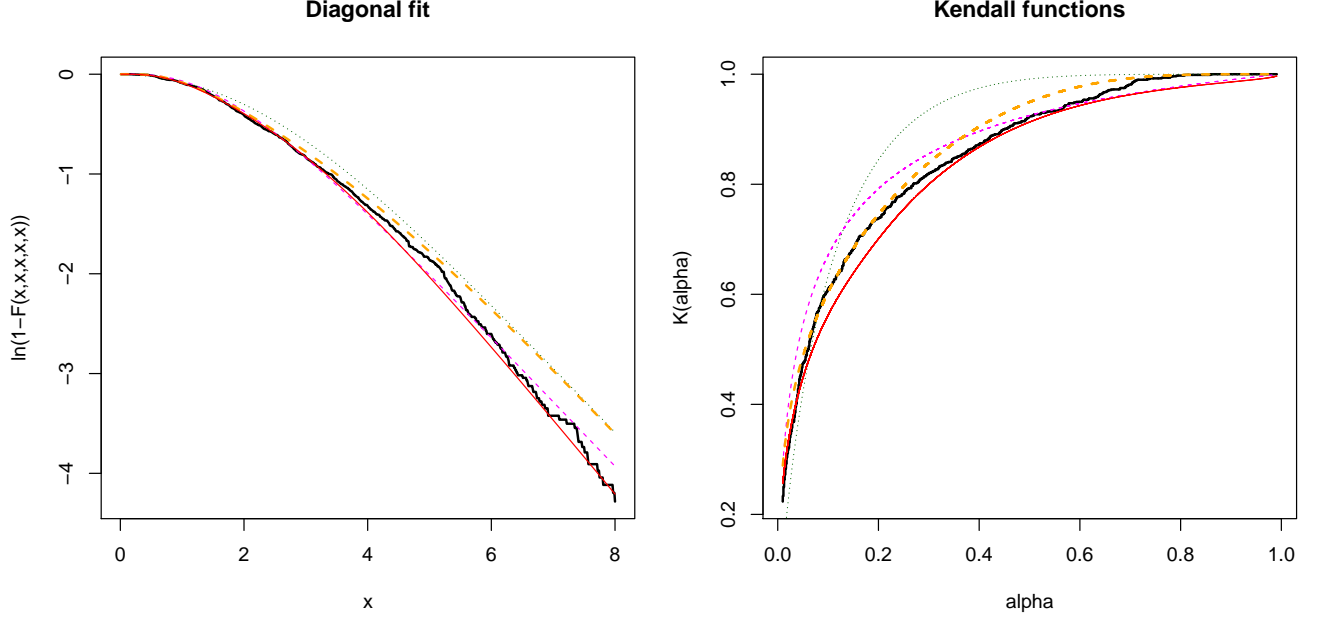 Diagonal fit
ln(1−F(x,x,x,x))
0
−1
−2
−3
−4
0 2 4 6 8
x
Kendall functions
K(alpha)
1.0
0.8
0.6
0.4
0.2
0.0 0.2 0.4 0.6 0.8 1.0
alpha